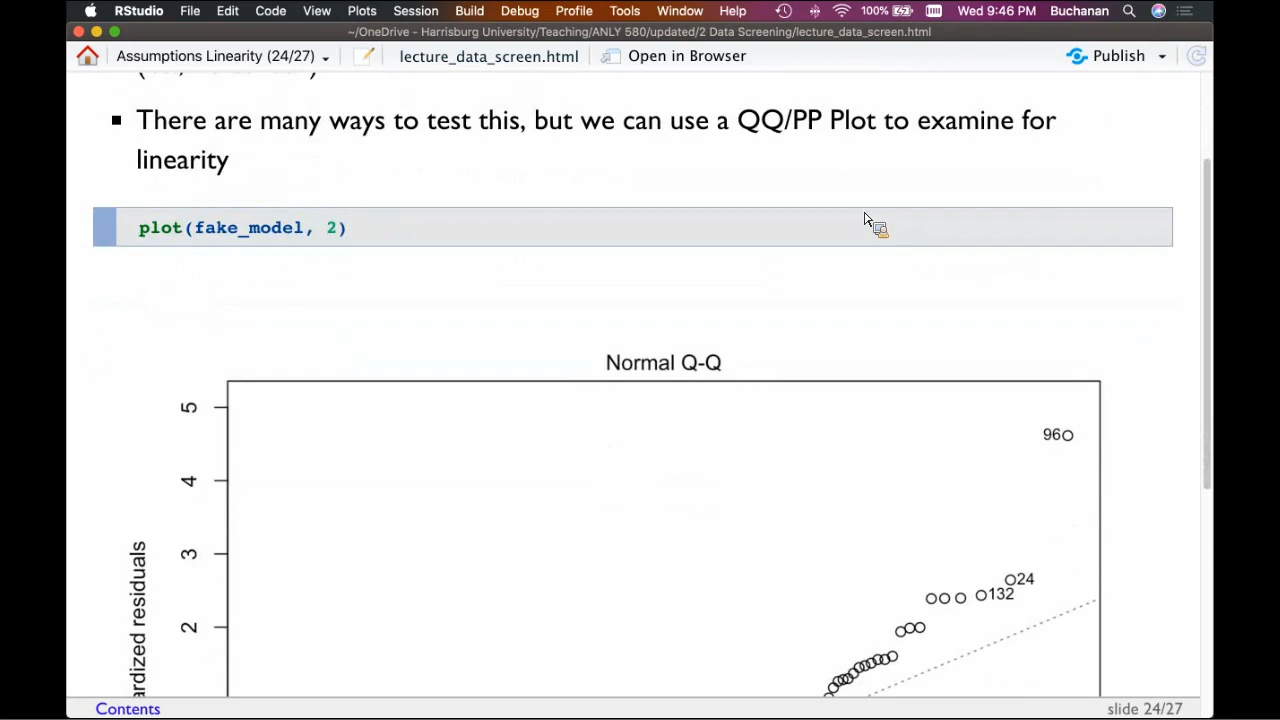 RStudio File Edit Code View Plots Session Build Debug Profile Tools Window Help 100% Wed 9:46 PM Buchanan
~/OneDrive - Harrisburg University/Teaching/ANLY 580/updated/2 Data Screening/lecture_data_screen.html
Assumptions Linearity (24/27) lecture_data_screen.html Open in Browser Publish
There are many ways to test this, but we can use a QQ/PP Plot to examine for
linearity
plot(fake_model, 2)
Normal Q-Q
5
96
4
3
24
132
2
ardized residuals
Contents slide 24/27